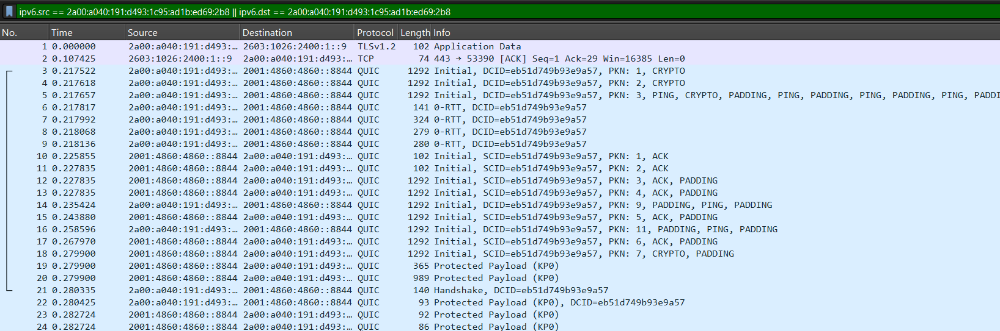 ipv6.src == 2a00:a040:191:d493:1c95:ad1b:ed69:2b8 || ipv6.dst == 2a00:a040:191:d493:1c95:ad1b:ed69:2b8
No. Time Source Destination Protocol Length Info
1 0.000000 2a00:a040:191:d493:… 2603:1026:2400:1::9 TLSv1.2 102 Application Data
2 0.107425 2603:1026:2400:1::9 2a00:a040:191:d493:… TCP 74 443 → 53390 [ACK] Seq=1 Ack=29 Win=16385 Len=0
3 0.217522 2a00:a040:191:d493:… 2001:4860:4860::8844 QUIC 1292 Initial, DCID=eb51d749b93e9a57, PKN: 1, CRYPTO
4 0.217618 2a00:a040:191:d493:… 2001:4860:4860::8844 QUIC 1292 Initial, DCID=eb51d749b93e9a57, PKN: 2, CRYPTO
5 0.217657 2a00:a040:191:d493:… 2001:4860:4860::8844 QUIC 1292 Initial, DCID=eb51d749b93e9a57, PKN: 3, PING, CRYPTO, PADDING, PING, PADDING, PING, PADDING, PING, PADDI
6 0.217817 2a00:a040:191:d493:… 2001:4860:4860::8844 QUIC 141 0-RTT, DCID=eb51d749b93e9a57
7 0.217992 2a00:a040:191:d493:… 2001:4860:4860::8844 QUIC 324 0-RTT, DCID=eb51d749b93e9a57
8 0.218068 2a00:a040:191:d493:… 2001:4860:4860::8844 QUIC 279 0-RTT, DCID=eb51d749b93e9a57
9 0.218136 2a00:a040:191:d493:… 2001:4860:4860::8844 QUIC 280 0-RTT, DCID=eb51d749b93e9a57
10 0.225855 2001:4860:4860::8844 2a00:a040:191:d493:… QUIC 102 Initial, SCID=eb51d749b93e9a57, PKN: 1, ACK
11 0.227835 2001:4860:4860::8844 2a00:a040:191:d493:… QUIC 102 Initial, SCID=eb51d749b93e9a57, PKN: 2, ACK
12 0.227835 2001:4860:4860::8844 2a00:a040:191:d493:… QUIC 1292 Initial, SCID=eb51d749b93e9a57, PKN: 3, ACK, PADDING
13 0.227835 2001:4860:4860::8844 2a00:a040:191:d493:… QUIC 1292 Initial, SCID=eb51d749b93e9a57, PKN: 4, ACK, PADDING
14 0.235424 2a00:a040:191:d493:… 2001:4860:4860::8844 QUIC 1292 Initial, DCID=eb51d749b93e9a57, PKN: 9, PADDING, PING, PADDING
15 0.243880 2001:4860:4860::8844 2a00:a040:191:d493:… QUIC 1292 Initial, SCID=eb51d749b93e9a57, PKN: 5, ACK, PADDING
16 0.258596 2a00:a040:191:d493:… 2001:4860:4860::8844 QUIC 1292 Initial, DCID=eb51d749b93e9a57, PKN: 11, PADDING, PING, PADDING
17 0.267970 2001:4860:4860::8844 2a00:a040:191:d493:… QUIC 1292 Initial, SCID=eb51d749b93e9a57, PKN: 6, ACK, PADDING
18 0.279900 2001:4860:4860::8844 2a00:a040:191:d493:… QUIC 1292 Initial, SCID=eb51d749b93e9a57, PKN: 7, CRYPTO, PADDING
19 0.279900 2001:4860:4860::8844 2a00:a040:191:d493:… QUIC 365 Protected Payload (KP0)
20 0.279900 2001:4860:4860::8844 2a00:a040:191:d493:… QUIC 989 Protected Payload (KP0)
21 0.280335 2a00:a040:191:d493:… 2001:4860:4860::8844 QUIC 140 Handshake, DCID=eb51d749b93e9a57
22 0.280425 2a00:a040:191:d493:… 2001:4860:4860::8844 QUIC 93 Protected Payload (KP0), DCID=eb51d749b93e9a57
23 0.282724 2001:4860:4860::8844 2a00:a040:191:d493:… QUIC 92 Protected Payload (KP0)
24 0.282724 2001:4860:4860::8844 2a00:a040:191:d493:… QUIC 86 Protected Payload (KP0)